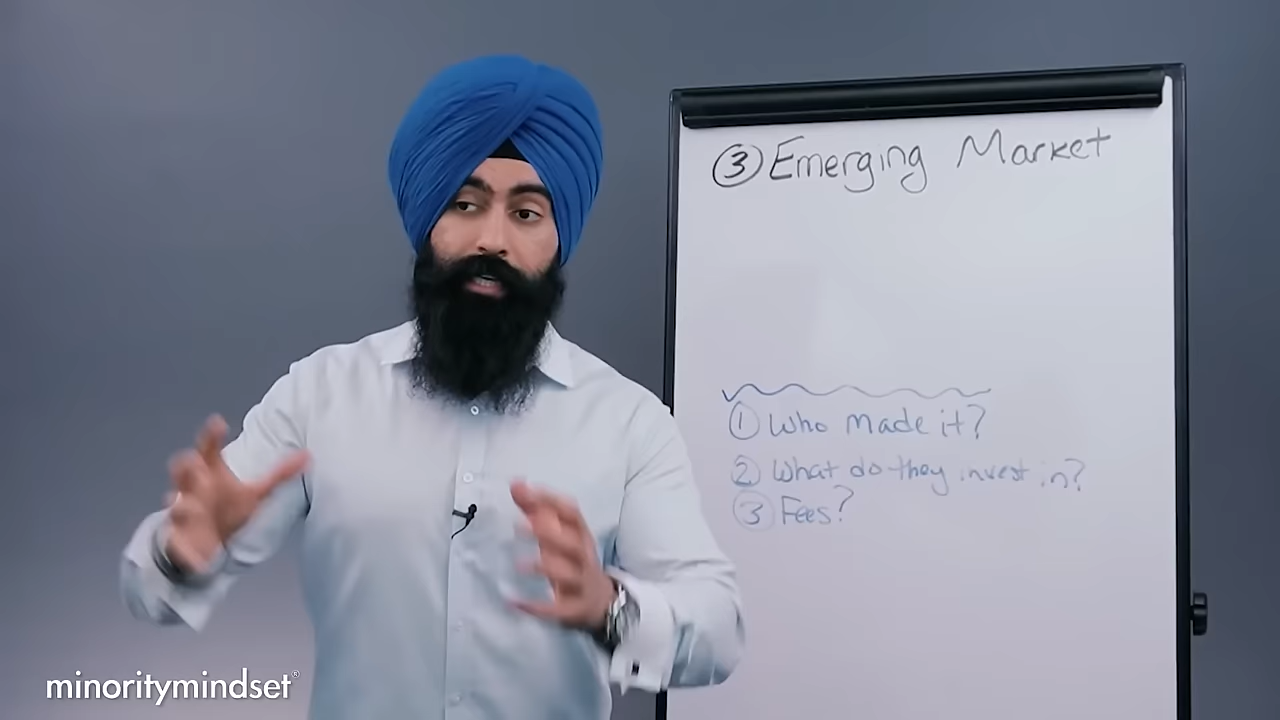 ③ Emerging Market
① Who made it?
② What do they invest in?
③ Fees?
minoritymindset®